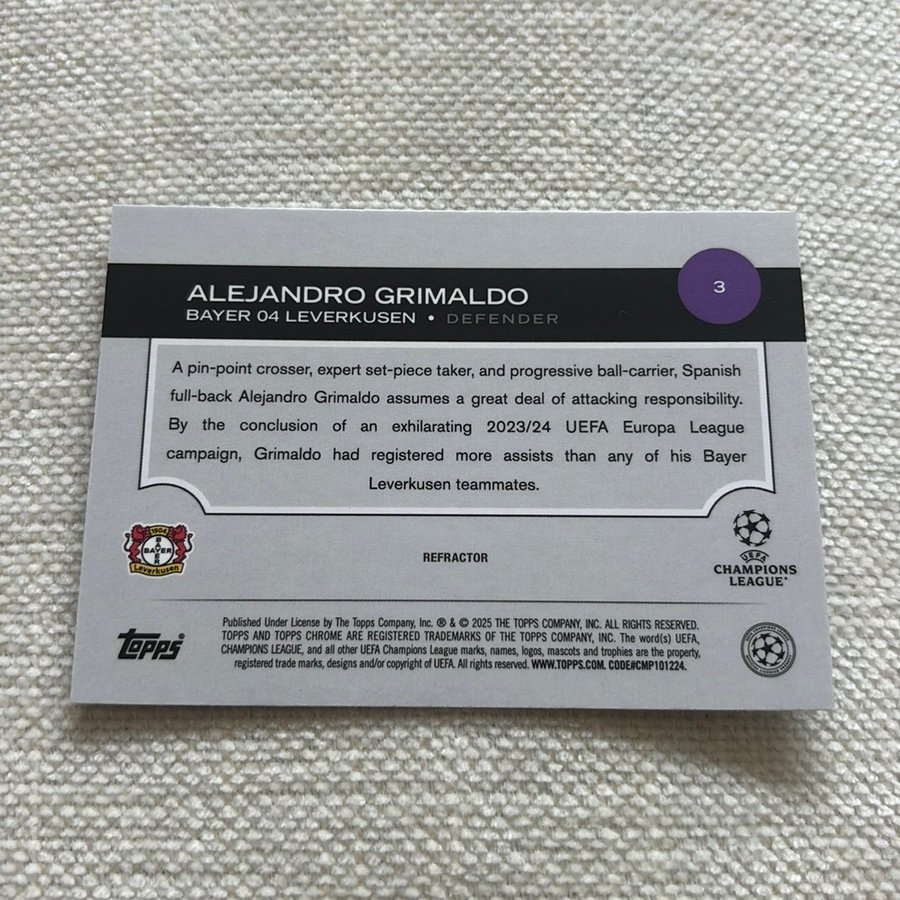 3
ALEJANDRO GRIMALDO
BAYER 04 LEVERKUSEN • DEFENDER
A pin-point crosser, expert set-piece taker, and progressive ball-carrier, Spanish
full-back Alejandro Grimaldo assumes a great deal of attacking responsibility.
By the conclusion of an exhilarating 2023/24 UEFA Europa League
campaign, Grimaldo had registered more assists than any of his Bayer
Leverkusen teammates.
1904
BAYER
BAYER
Leverkusen
REFRACTOR
UEFA
CHAMPIONS
LEAGUE®
topps®
Published Under License by The Topps Company, Inc. ® & © 2025 THE TOPPS COMPANY, INC. ALL RIGHTS RESERVED.
TOPPS AND TOPPS CHROME ARE REGISTERED TRADEMARKS OF THE TOPPS COMPANY, INC. The word(s) UEFA,
CHAMPIONS LEAGUE, and all other UEFA Champions League marks, names, logos, mascots and trophies are the property,
registered trade marks, designs and/or copyright of UEFA. All rights reserved. WWW.TOPPS.COM. CODE#CMP101224.